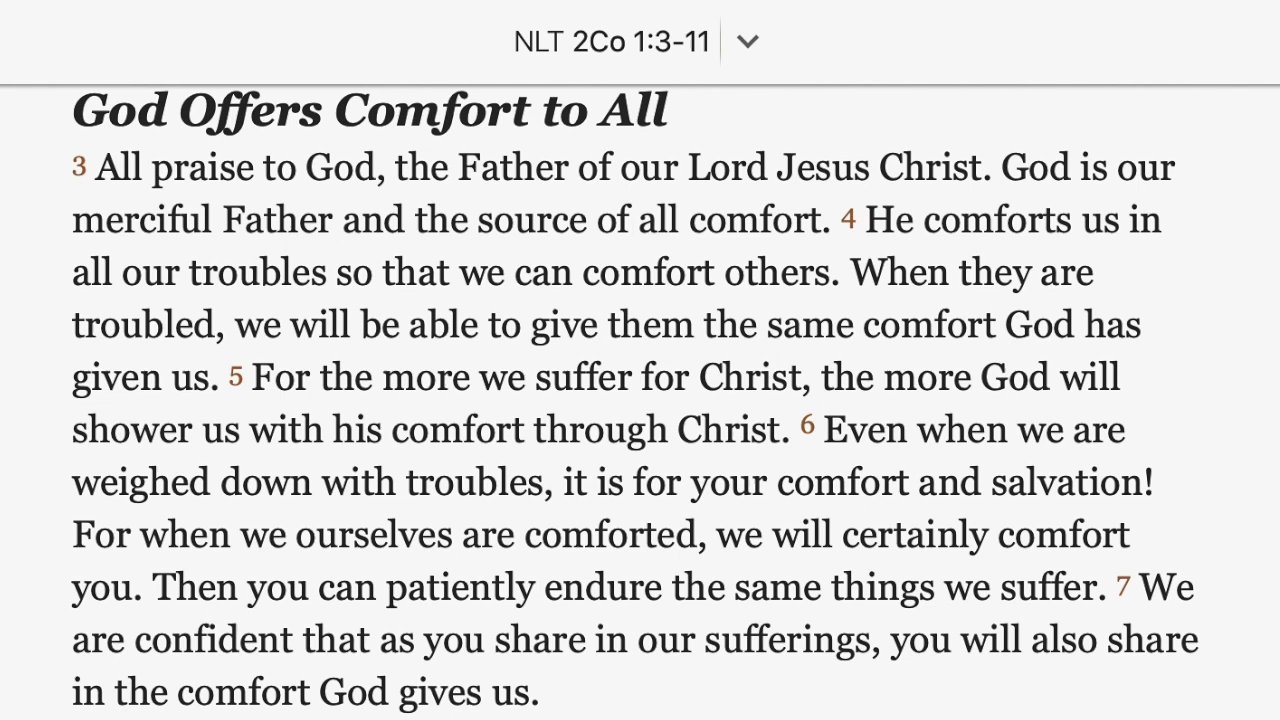 NLT 2Co 1:3-11
God Offers Comfort to All
3 All praise to God, the Father of our Lord Jesus Christ. God is our
merciful Father and the source of all comfort. 4 He comforts us in
all our troubles so that we can comfort others. When they are
troubled, we will be able to give them the same comfort God has
given us. 5 For the more we suffer for Christ, the more God will
shower us with his comfort through Christ. 6 Even when we are
weighed down with troubles, it is for your comfort and salvation!
For when we ourselves are comforted, we will certainly comfort
you. Then you can patiently endure the same things we suffer. 7 We
are confident that as you share in our sufferings, you will also share
in the comfort God gives us.